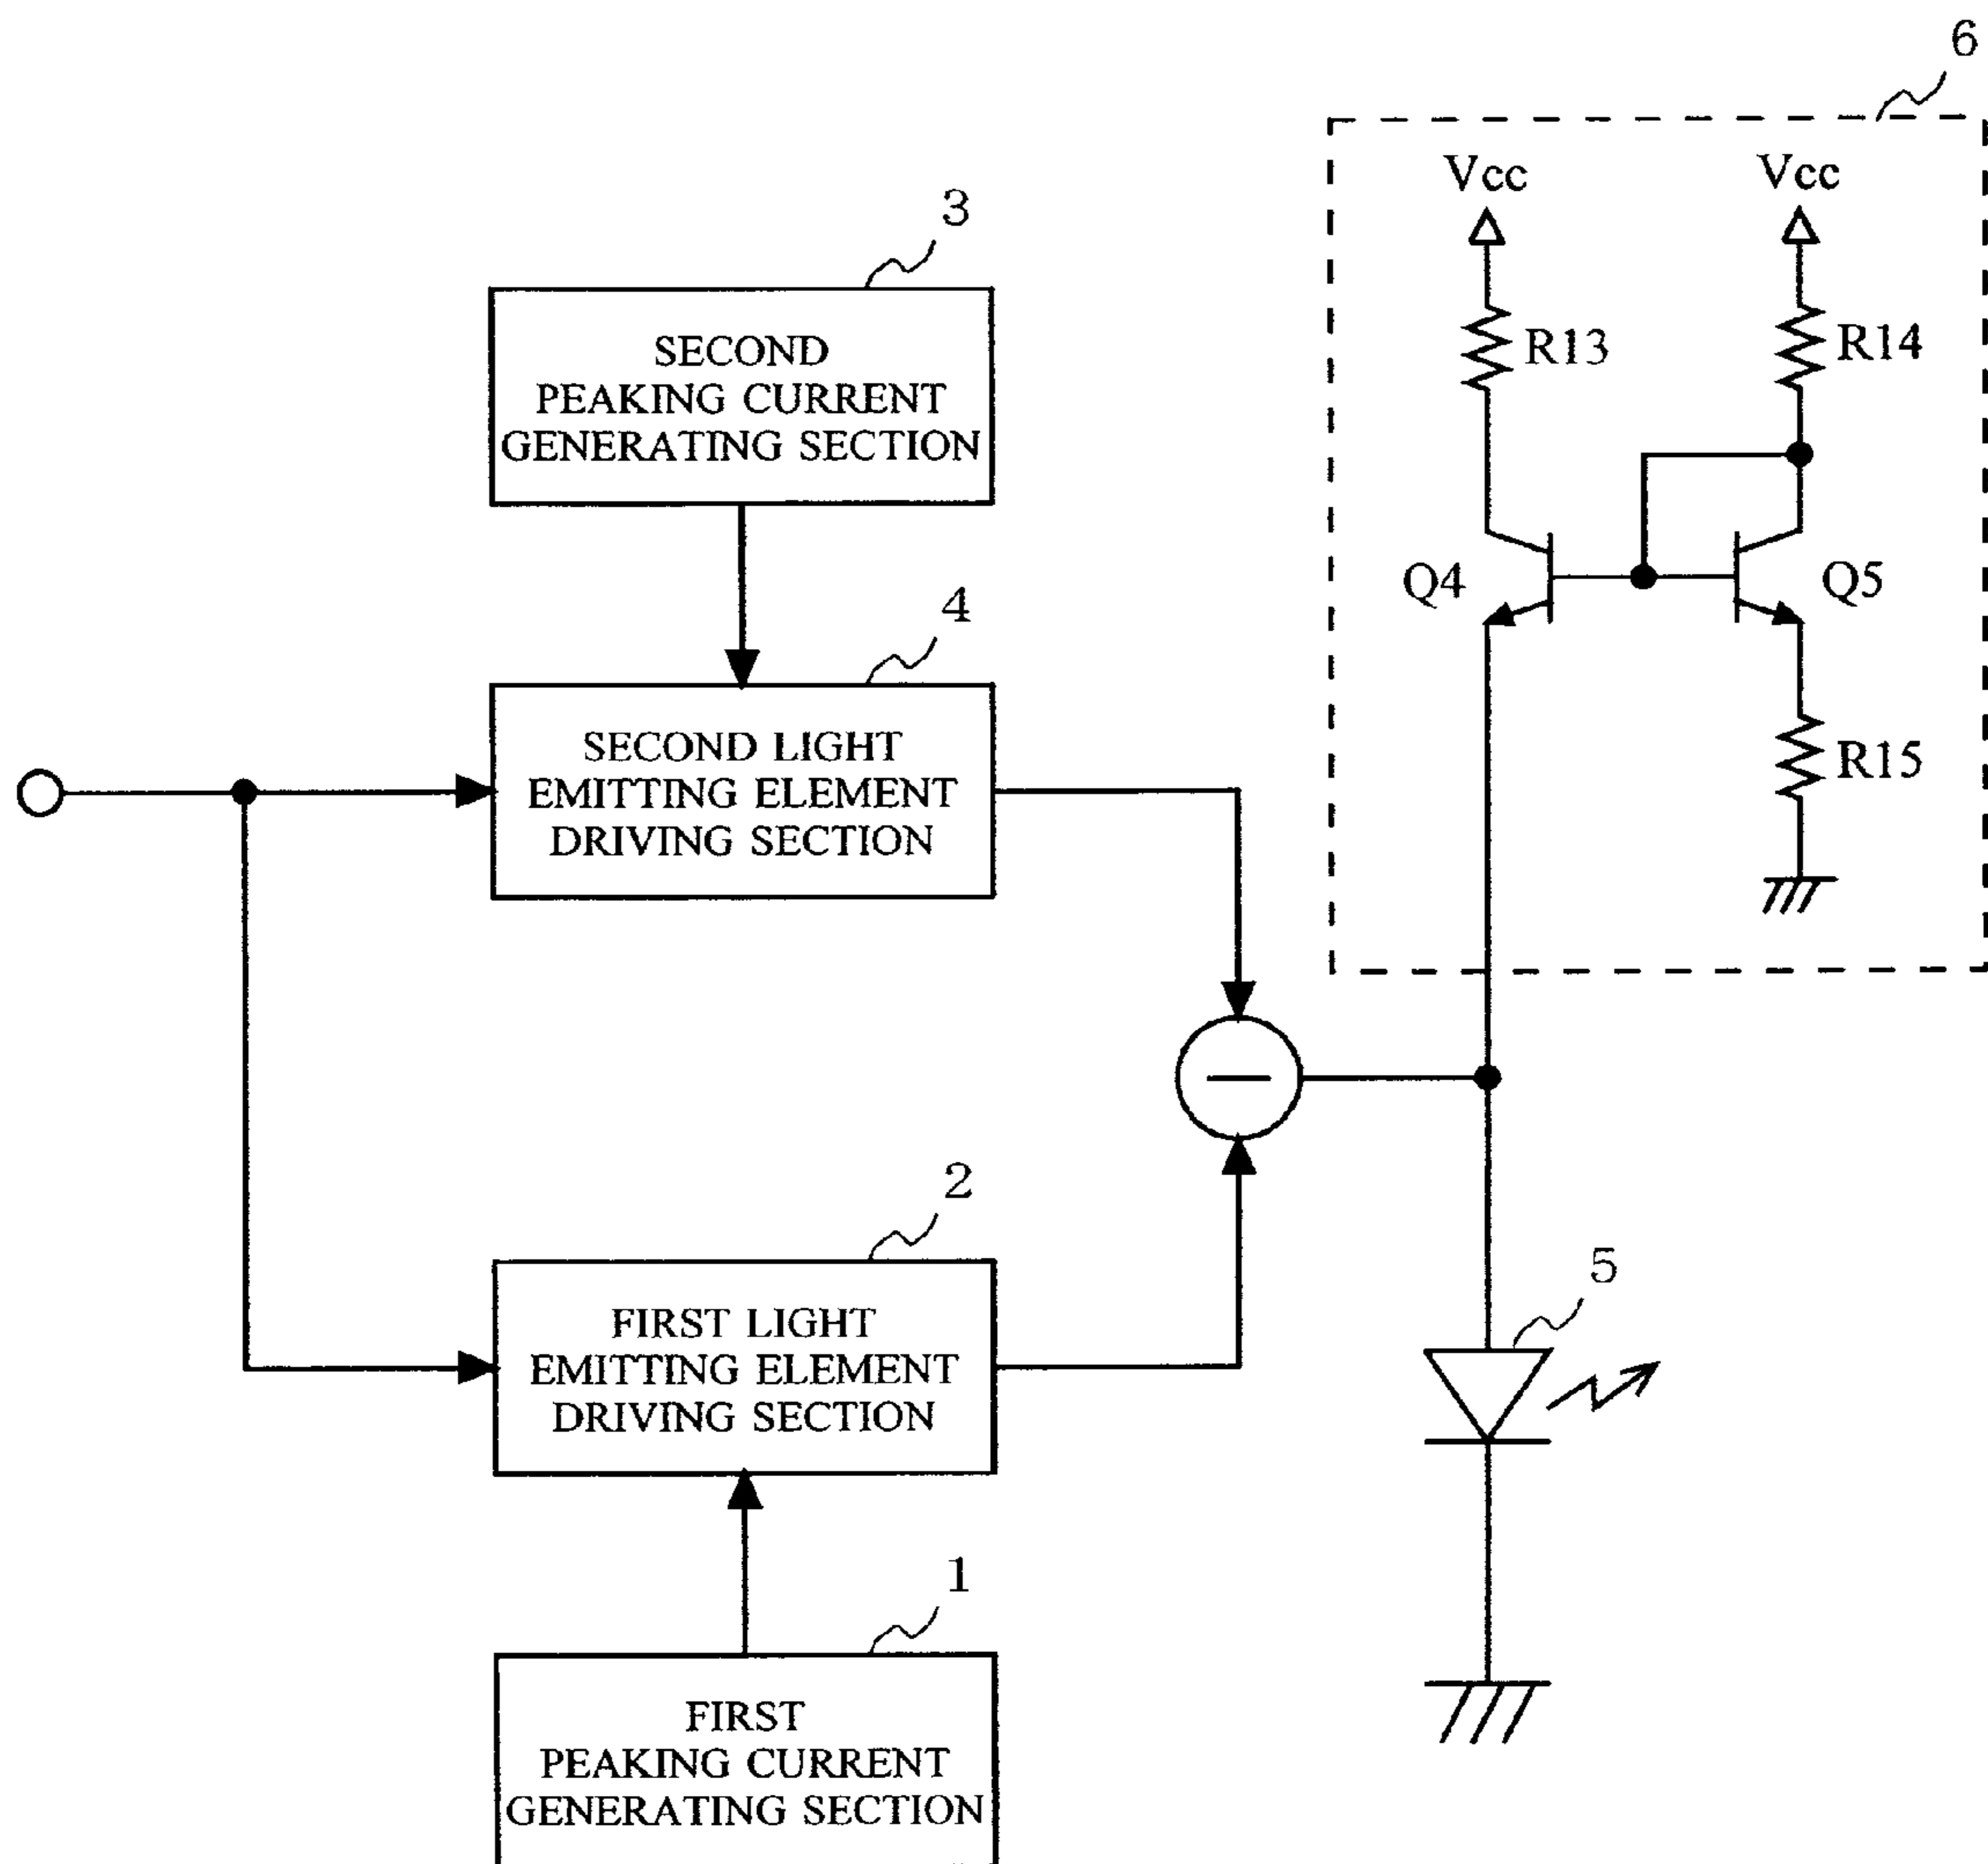 6
Vcc
Vcc
3
R13
R14
SECOND
PEAKING CURRENT
GENERATING SECTION
Q4
Q5
4
SECOND LIGHT
EMITTING ELEMENT
DRIVING SECTION
R15
2
5
FIRST LIGHT
EMITTING ELEMENT
DRIVING SECTION
1
FIRST
PEAKING CURRENT
GENERATING SECTION